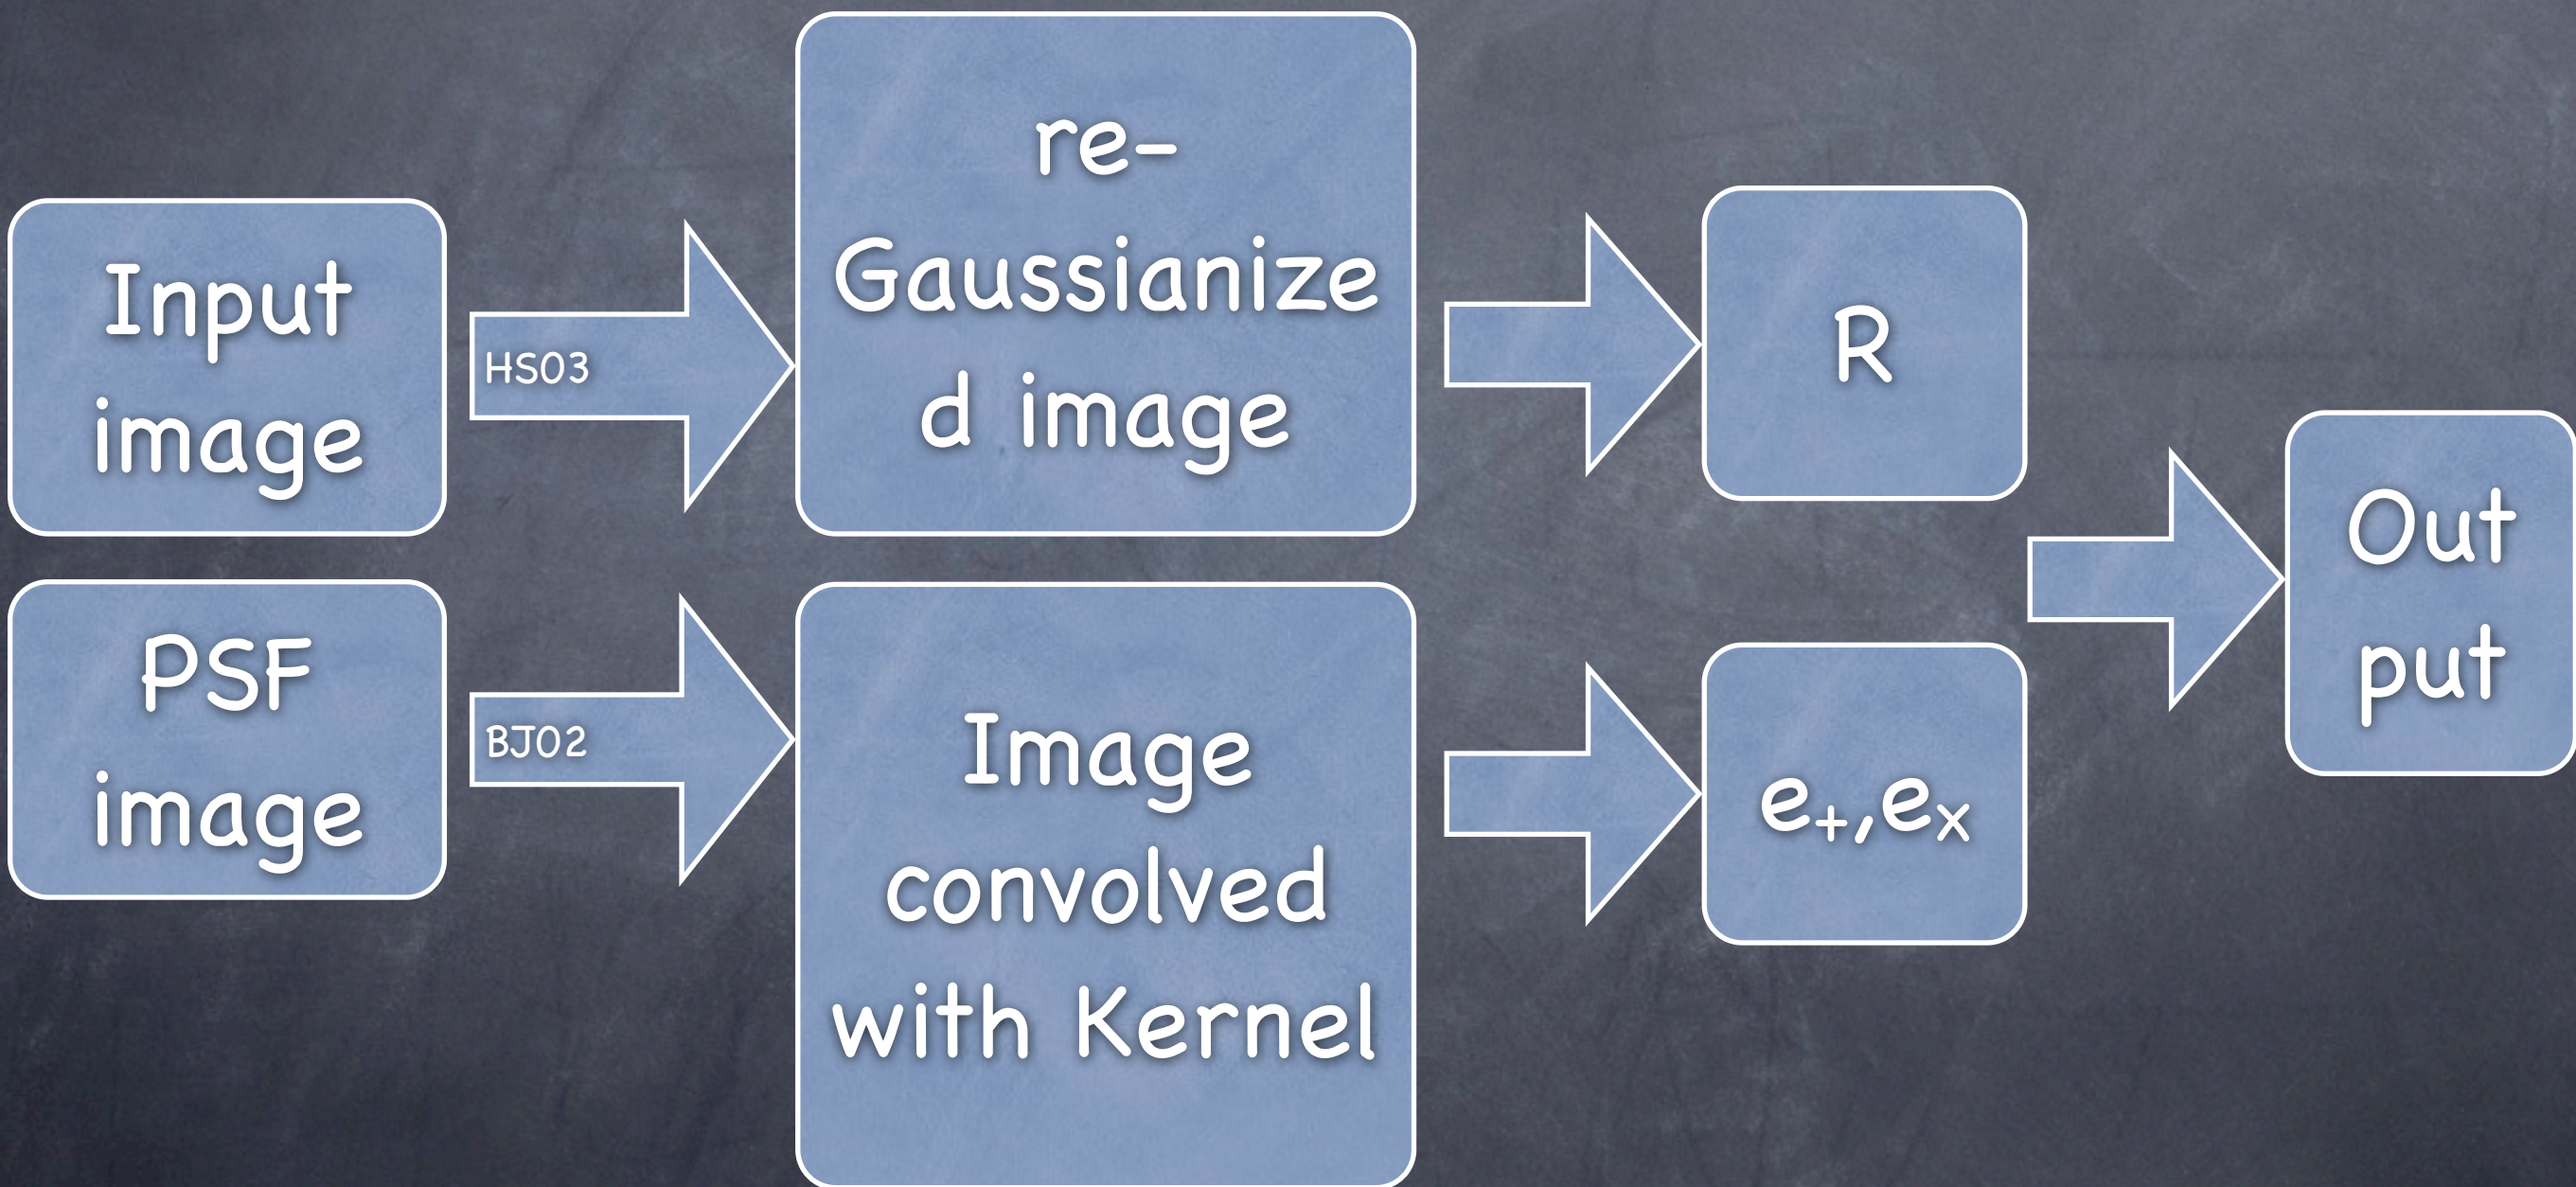 Input
image
HS03
re-
Gaussianize
d image
R
PSF
image
BJ02
Image
convolved
with Kernel
e₊,eₓ
Out
put